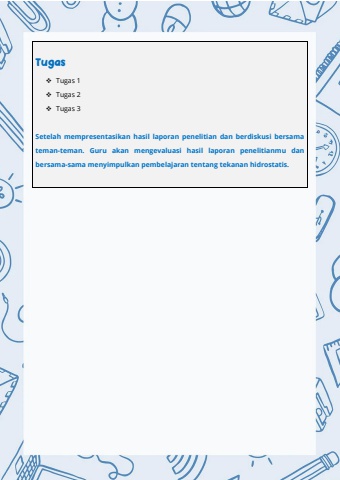 Tugas
❖ Tugas 1
❖ Tugas 2
❖ Tugas 3
Setelah mempresentasikan hasil laporan penelitian dan berdiskusi bersama
teman-teman. Guru akan mengevaluasi hasil laporan penelitianmu dan
bersama-sama menyimpulkan pembelajaran tentang tekanan hidrostatis.